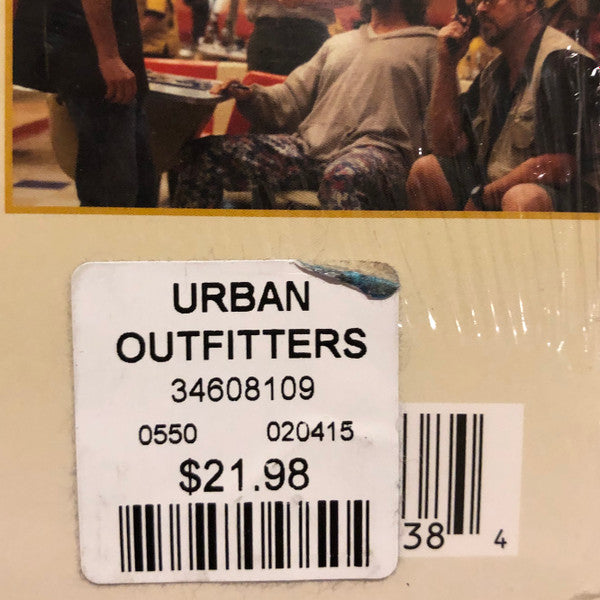 URBAN
OUTFITTERS
34608109
0550 020415
$21.98
38 4